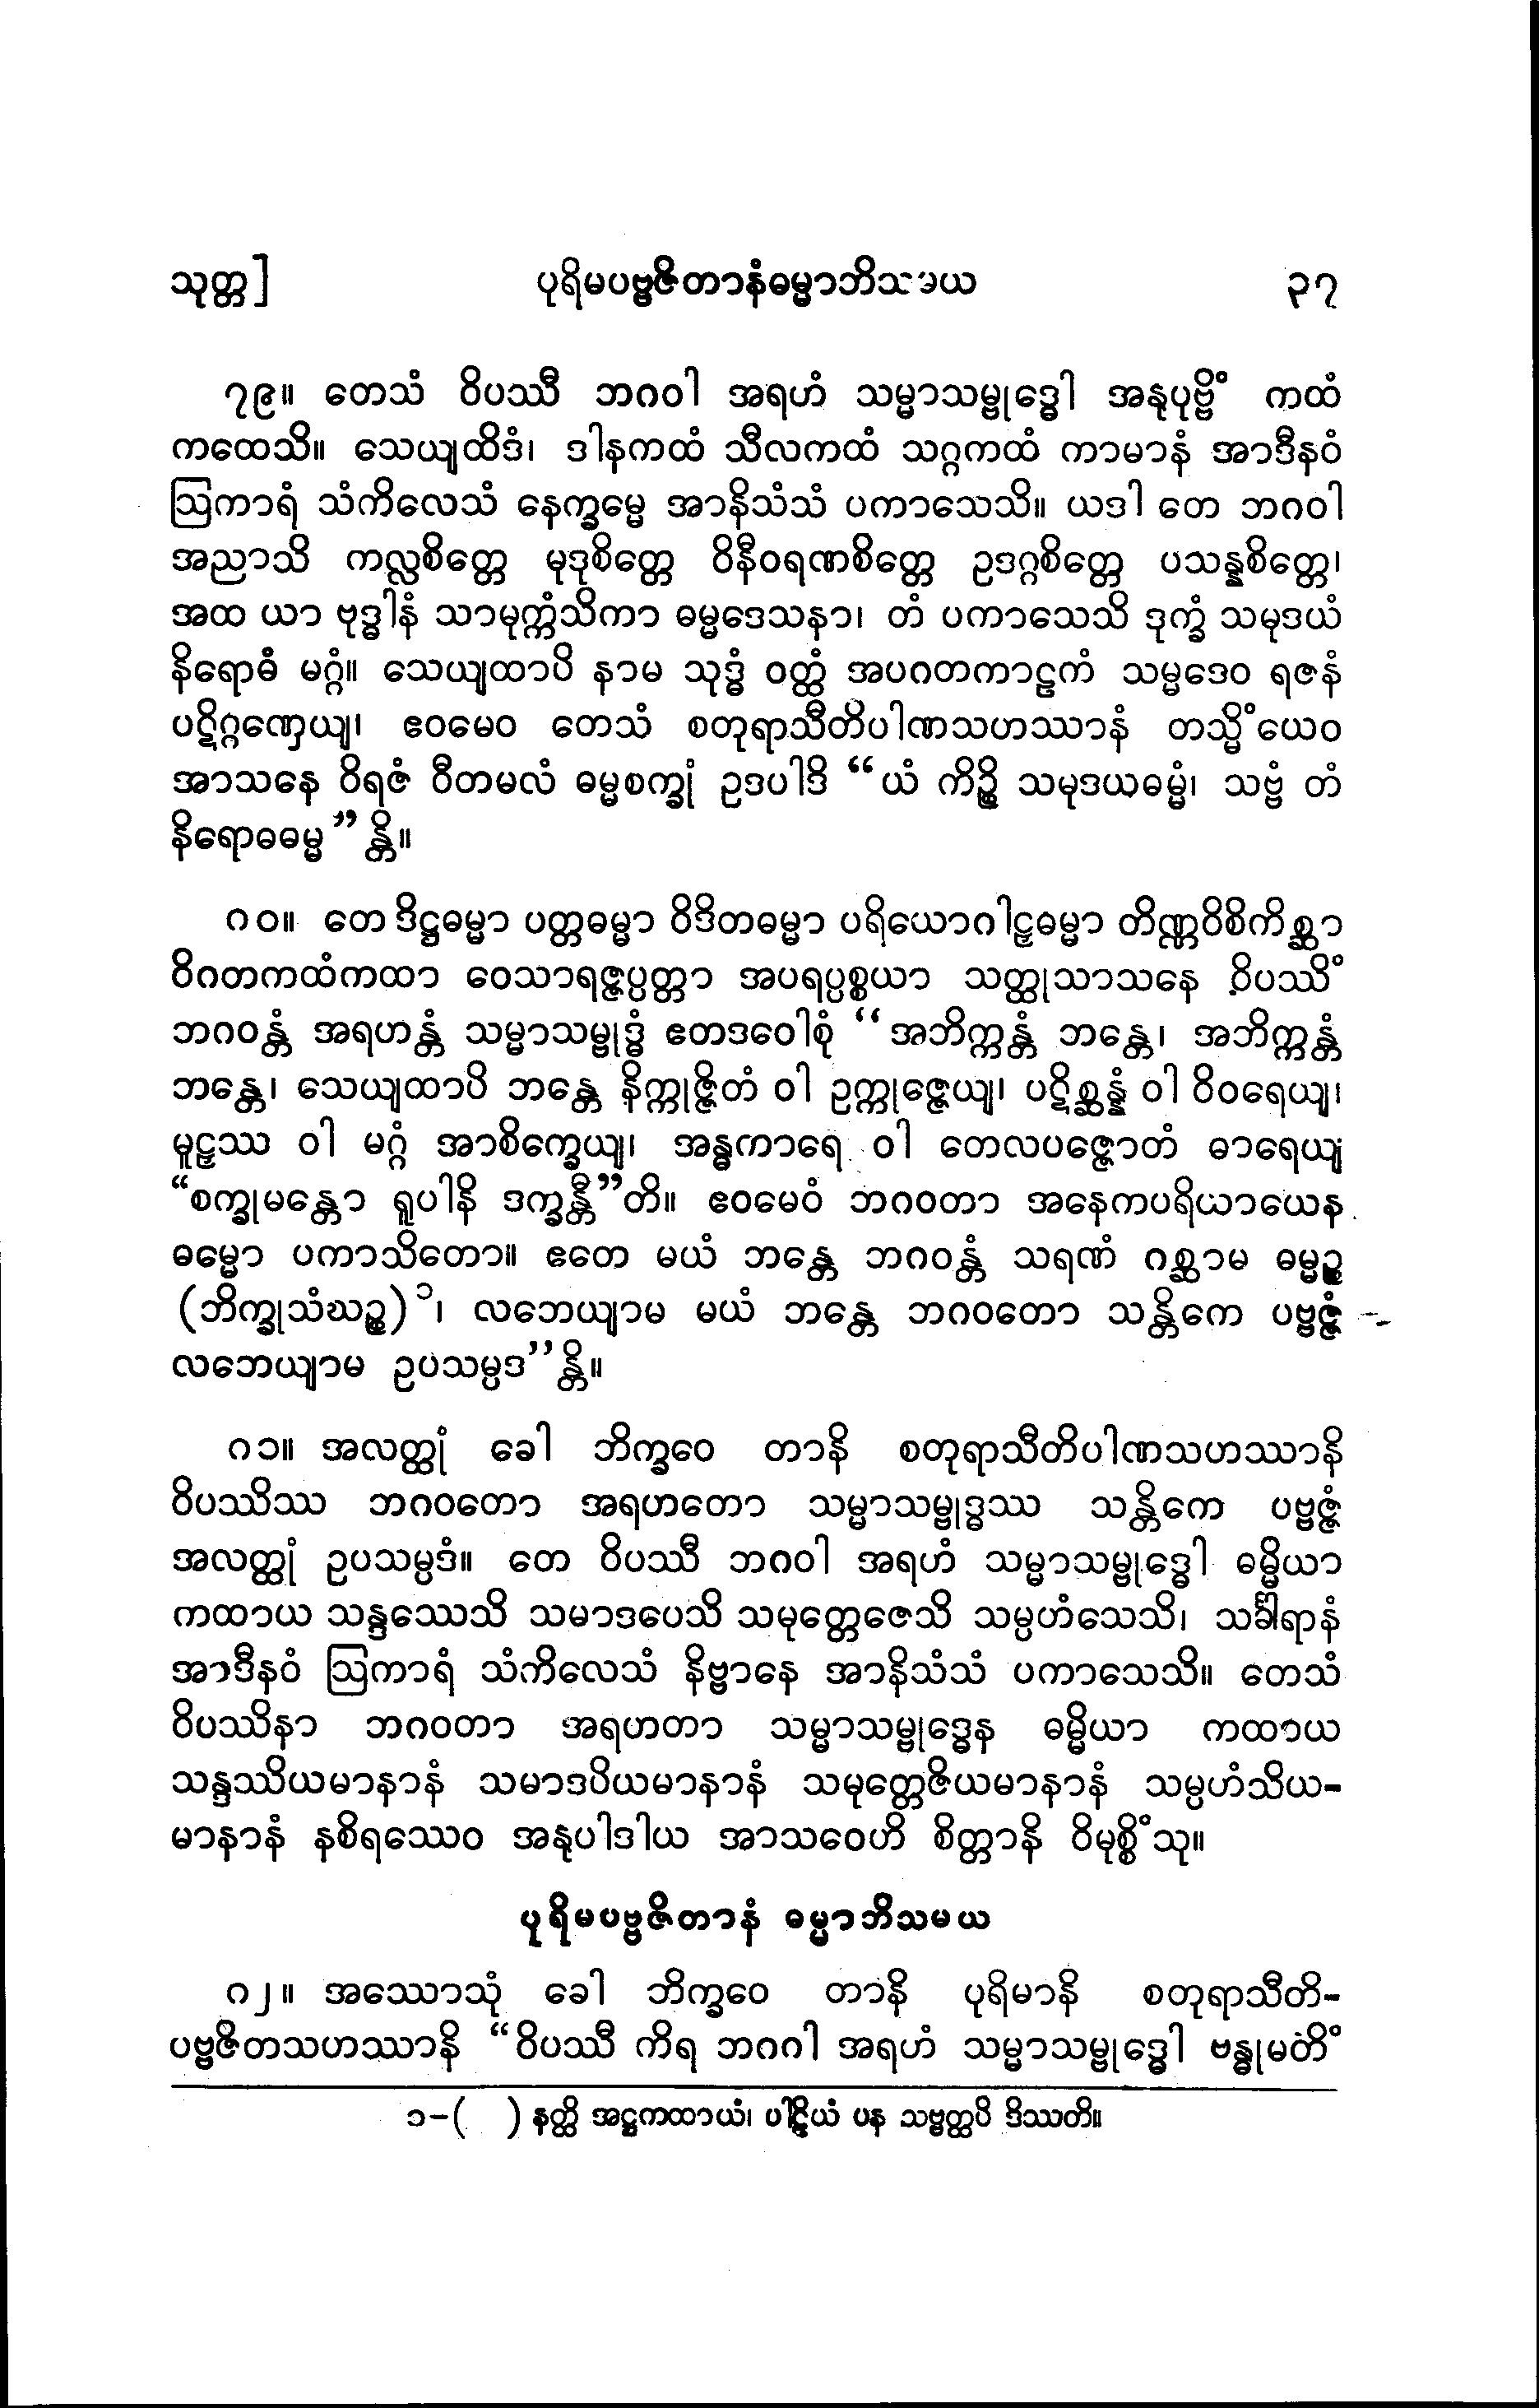 သုတ္တ] ပုရိမပဗ္ဗဇိတာနံဓမ္မာဘိသမယ ၃၇
၇၉။ တေသံ ဝိပဿီ ဘဂဝါ အရဟံ သမ္မာသမ္ဗုဒ္ဓေါ အနုပုဗ္ဗိံ ကထံ
ကထေသိ။ သေယျထိဒံ၊ ဒါနကထံ သီလကထံ သဂ္ဂကထံ ကာမာနံ အာဒီနဝံ
ဩကာရံ သံကိလေသံ နေက္ခမ္မေ အာနိသံသံ ပကာသေသိ။ ယဒါ တေ ဘဂဝါ
အညာသိ ကလ္လစိတ္တေ မုဒုစိတ္တေ ဝိနီဝရဏစိတ္တေ ဥဒဂ္ဂစိတ္တေ ပသန္နစိတ္တေ၊
အထ ယာ ဗုဒ္ဓါနံ သာမုက္ကံသိကာ ဓမ္မဒေသနာ၊ တံ ပကာသေသိ ဒုက္ခံ သမုဒယံ
နိရောဓံ မဂ္ဂံ။ သေယျထာပိ နာမ သုဒ္ဓံ ဝတ္ထံ အပဂတကာဠကံ သမ္မဒေဝ ရဇနံ
ပဋိဂ္ဂဏှေယျ၊ ဧဝမေဝ တေသံ စတုရာသီတိပါဏသဟဿာနံ တသ္မိံယေဝ
အာသနေ ဝိရဇံ ဝီတမလံ ဓမ္မစက္ခုံ ဥဒပါဒိ “ယံ ကိဉ္စိ သမုဒယဓမ္မံ၊ သဗ္ဗံ တံ
နိရောဓဓမ္မ”န္တိ။
၈၀။ တေ ဒိဋ္ဌဓမ္မာ ပတ္တဓမ္မာ ဝိဒိတဓမ္မာ ပရိယောဂါဠှဓမ္မာ တိဏ္ဏဝိစိကိစ္ဆာ
ဝိဂတကထံကထာ ဝေသာရဇ္ဇပ္ပတ္တာ အပရပ္ပစ္စယာ သတ္ထုသာသနေ ဝိပဿိံ
ဘဂဝန္တံ အရဟန္တံ သမ္မာသမ္ဗုဒ္ဓံ ဧတဒဝေါစုံ “အဘိက္ကန္တံ ဘန္တေ၊ အဘိက္ကန္တံ
ဘန္တေ၊ သေယျထာပိ ဘန္တေ နိက္ကုဇ္ဇိတံ ဝါ ဥက္ကုဇ္ဇေယျ၊ ပဋိစ္ဆန္နံ ဝါ ဝိဝရေယျ၊
မူဠှဿ ဝါ မဂ္ဂံ အာစိက္ခေယျ၊ အန္ဓကာရေ ဝါ တေလပဇ္ဇောတံ ဓာရေယျ
“စက္ခုမန္တော ရူပါနိ ဒက္ခန္တီ”တိ။ ဧဝမေဝံ ဘဂဝတာ အနေကပရိယာယေန
ဓမ္မော ပကာသိတော။ ဧတေ မယံ ဘန္တေ ဘဂဝန္တံ သရဏံ ဂစ္ဆာမ ဓမ္မဉ္စ
(ဘိက္ခုသံဃဉ္စ)၁၊ လဘေယျာမ မယံ ဘန္တေ ဘဂဝတော သန္တိကေ ပဗ္ဗဇ္ဇံ
လဘေယျာမ ဥပသမ္ပဒ”န္တိ။
၈၁။ အလတ္ထုံ ခေါ ဘိက္ခဝေ တာနိ စတုရာသီတိပါဏသဟဿာနိ
ဝိပဿိဿ ဘဂဝတော အရဟတော သမ္မာသမ္ဗုဒ္ဓဿ သန္တိကေ ပဗ္ဗဇ္ဇံ
အလတ္ထုံ ဥပသမ္ပဒံ။ တေ ဝိပဿီ ဘဂဝါ အရဟံ သမ္မာသမ္ဗုဒ္ဓေါ ဓမ္မိယာ
ကထာယ သန္ဒဿေသိ သမာဒပေသိ သမုတ္တေဇေသိ သမ္ပဟံသေသိ၊ သင်္ခါရာနံ
အာဒီနဝံ ဩကာရံ သံကိလေသံ နိဗ္ဗာနေ အာနိသံသံ ပကာသေသိ။ တေသံ
ဝိပဿိနာ ဘဂဝတာ အရဟတာ သမ္မာသမ္ဗုဒ္ဓေန ဓမ္မိယာ ကထာယ
သန္ဒဿိယမာနာနံ သမာဒပိယမာနာနံ သမုတ္တေဇိယမာနာနံ သမ္ပဟံသိယ-
မာနာနံ နစိရဿေဝ အနုပါဒါယ အာသဝေဟိ စိတ္တာနိ ဝိမုစ္စိံသု။
ပုရိမပဗ္ဗဇိတာနံ ဓမ္မာဘိသမယ
၈၂။ အဿောသုံ ခေါ ဘိက္ခဝေ တာနိ ပုရိမာနိ စတုရာသီတိ-
ပဗ္ဗဇိတသဟဿာနိ “ဝိပဿီ ကိရ ဘဂဂါ အရဟံ သမ္မာသမ္ဗုဒ္ဓေါ ဗန္ဓုမတိံ
၁-( ) နတ္ထိ အဋ္ဌကထာယံ၊ ပါဠိယံ ပန သဗ္ဗတ္ထပိ ဒိဿတိ။